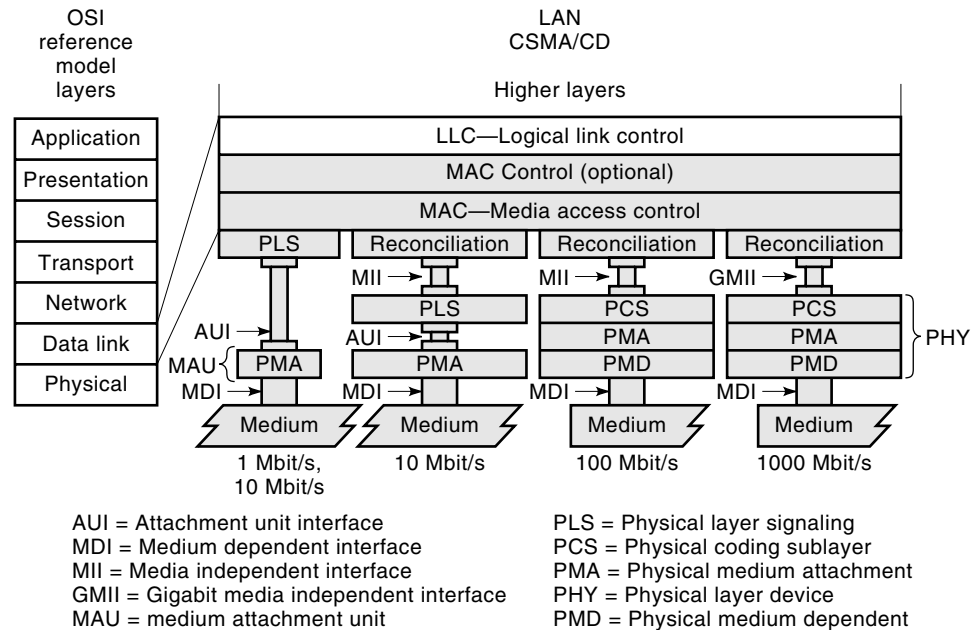 OSI
reference
model
layers
LAN
CSMA/CD
Higher layers
Application
Presentation
Session
Transport
Network
Data link
Physical
LLC—Logical link control
MAC Control (optional)
MAC—Media access control
PLS
Reconciliation
Reconciliation
Reconciliation
MII
MII
GMII
PLS
PCS
PCS
AUI
AUI
PMA
PMA
PHY
MAU
PMA
PMA
PMD
PMD
MDI
MDI
MDI
MDI
Medium
Medium
Medium
Medium
1 Mbit/s,
10 Mbit/s
10 Mbit/s
100 Mbit/s
1000 Mbit/s
AUI = Attachment unit interface
MDI = Medium dependent interface
MII = Media independent interface
GMII = Gigabit media independent interface
MAU = medium attachment unit
PLS = Physical layer signaling
PCS = Physical coding sublayer
PMA = Physical medium attachment
PHY = Physical layer device
PMD = Physical medium dependent